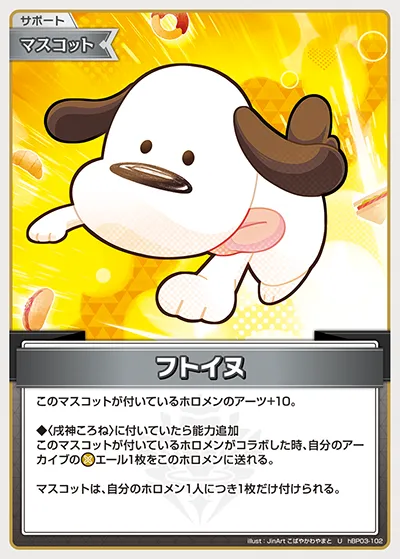 サポート
マスコット
フトイヌ
このマスコットが付いているホロメンのアーツ+10。
◆〈戌神ころね〉に付いていたら能力追加
このマスコットが付いているホロメンがコラボした時、自分のアー
カイブのエール1枚をこのホロメンに送れる。
マスコットは、自分のホロメン1人につき1枚だけ付けられる。
illust : JinArt こばやかわやまと U hBP03-102